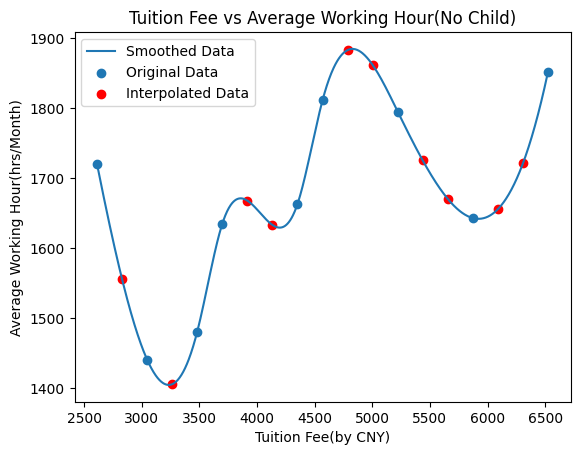 Tuition Fee vs Average Working Hour(No Child)
Smoothed Data
Original Data
Interpolated Data
Average Working Hour(hrs/Month)
1900
1800
1700
1600
1500
1400
2500 3000 3500 4000 4500 5000 5500 6000 6500
Tuition Fee(by CNY)